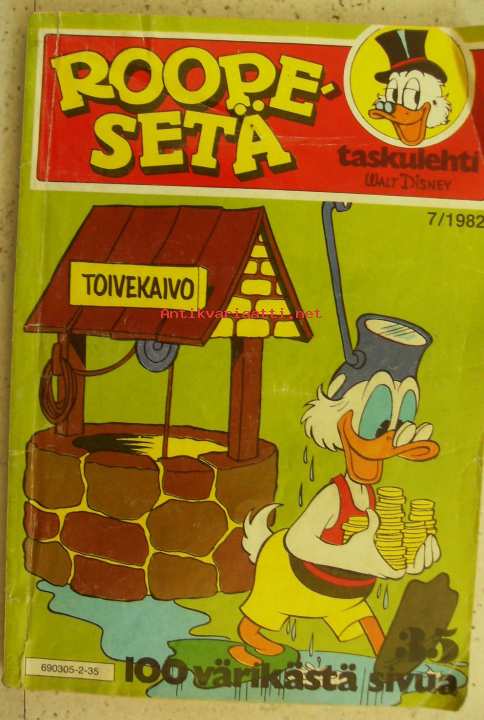 ROOPE-
SETÄ
taskulehti
WALT DISNEY
7/1982
TOIVEKAIVO
Antikvariaatti.net
35
100 värikästä sivua
690305-2-35